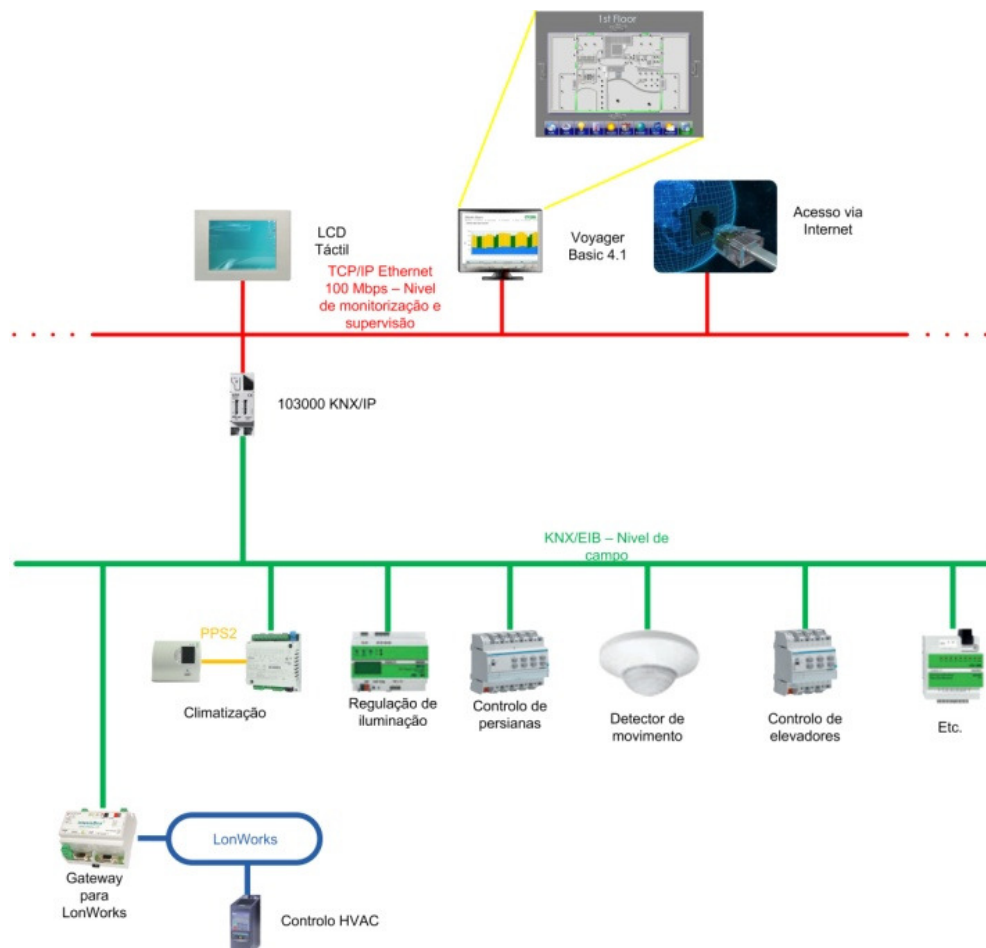 1st Floor
LCD
Táctil
Voyager
Basic 4.1
Acesso via
Internet
TCP/IP Ethernet
100 Mbps – Nivel
de monitorização e
supervisão
103000 KNX/IP
KNX/EIB – Nivel de
campo
PPS2
Climatização
Regulação de
iluminação
Controlo de
persianas
Detector de
movimento
Controlo de
elevadores
Etc.
LonWorks
Gateway
para
LonWorks
Controlo HVAC